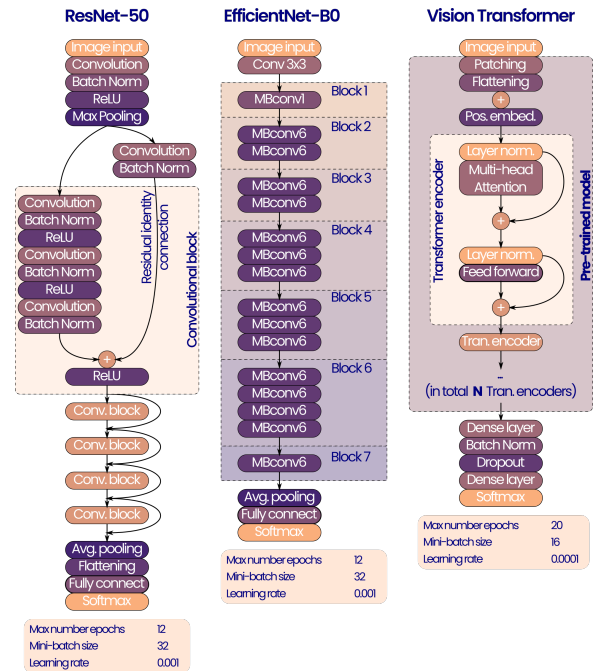 ResNet-50
Image input
Convolution
Batch Norm
ReLU
Max Pooling
Convolution
Batch Norm
Convolution
Batch Norm
ReLU
Convolution
Batch Norm
ReLU
Convolution
Batch Norm
Residual identity
connection
Convolutional block
+
ReLU
Conv. block
Conv. block
Conv. block
Conv. block
Avg. pooling
Flattening
Fully connect
Softmax
Max number epochs 12
Mini-batch size 32
Learning rate 0.001
EfficientNet-B0
Image input
Conv 3x3
Block 1
MBconv1
Block 2
MBconv6
MBconv6
Block 3
MBconv6
MBconv6
Block 4
MBconv6
MBconv6
MBconv6
Block 5
MBconv6
MBconv6
MBconv6
Block 6
MBconv6
MBconv6
MBconv6
MBconv6
Block 7
MBconv6
Avg. pooling
Fully connect
Softmax
Max number epochs 12
Mini-batch size 32
Learning rate 0.001
Vision Transformer
Image input
Patching
Flattening
+
Pos. embed.
Transformer encoder
Layer norm.
Multi-head
Attention
+
Layer norm.
Feed forward
+
Pre-trained model
Tran. encoder
...
(in total N Tran. encoders)
Dense layer
Batch Norm
Dropout
Dense layer
Softmax
Max number epochs 20
Mini-batch size 16
Learning rate 0.0001